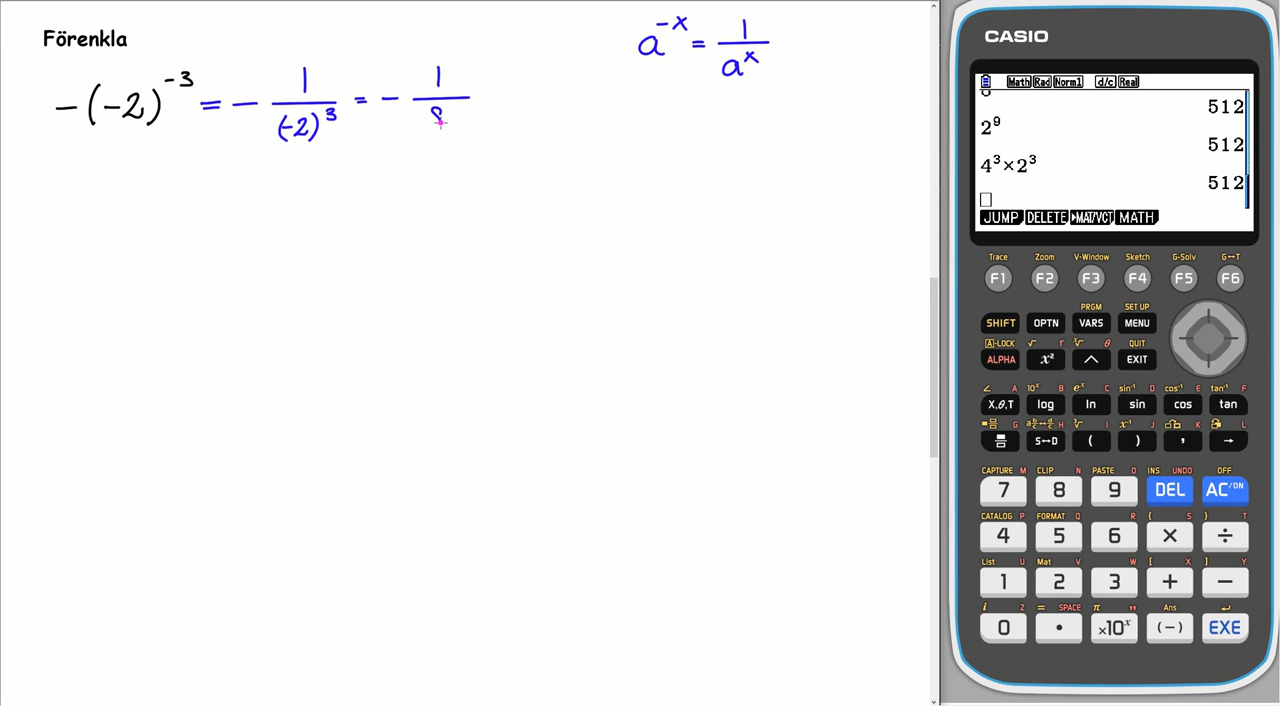 Förenkla
a^-x = 1/a^x
-(-2)^-3 = - 1/(-2)^3 = - 1/8
CASIO
Math Rad Norm1 d/c Real
512
2^9
512
4^3×2^3
512
JUMP DELETE ▶MAT/VCT MATH
Trace Zoom V-Window Sketch G-Solv G↔T
F1 F2 F3 F4 F5 F6
PRGM SET UP
SHIFT OPTN VARS MENU
A-LOCK √ r ∛ θ QUIT
ALPHA x² ^ EXIT
∠ A 10^x B e^x C sin⁻¹ D cos⁻¹ E tan⁻¹ F
X,θ,T log ln sin cos tan
G H I x⁻¹ J K L
S↔D ( ) , →
CAPTURE M CLIP N PASTE O INS UNDO OFF
7 8 9 DEL AC/ON
CATALOG P FORMAT Q R { S } T
4 5 6 × ÷
List U Mat V W [ X ] Y
1 2 3 + −
i Z = SPACE π " Ans ↵
0 • ×10^x (−) EXE